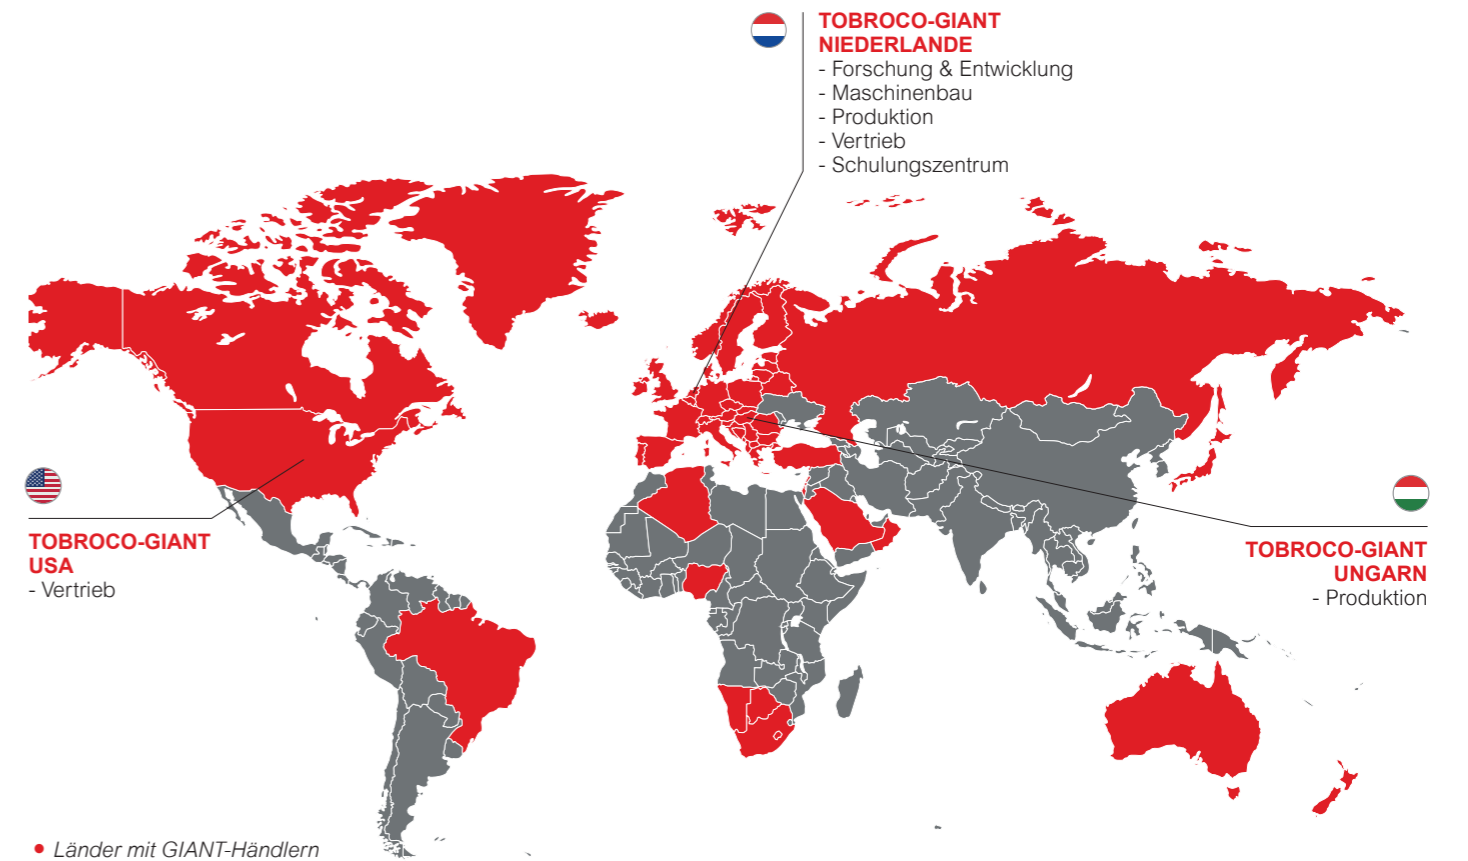 TOBROCO-GIANT
NIEDERLANDE
- Forschung & Entwicklung
- Maschinenbau
- Produktion
- Vertrieb
- Schulungszentrum
TOBROCO-GIANT
USA
- Vertrieb
TOBROCO-GIANT
UNGARN
- Produktion
• Länder mit GIANT-Händlern